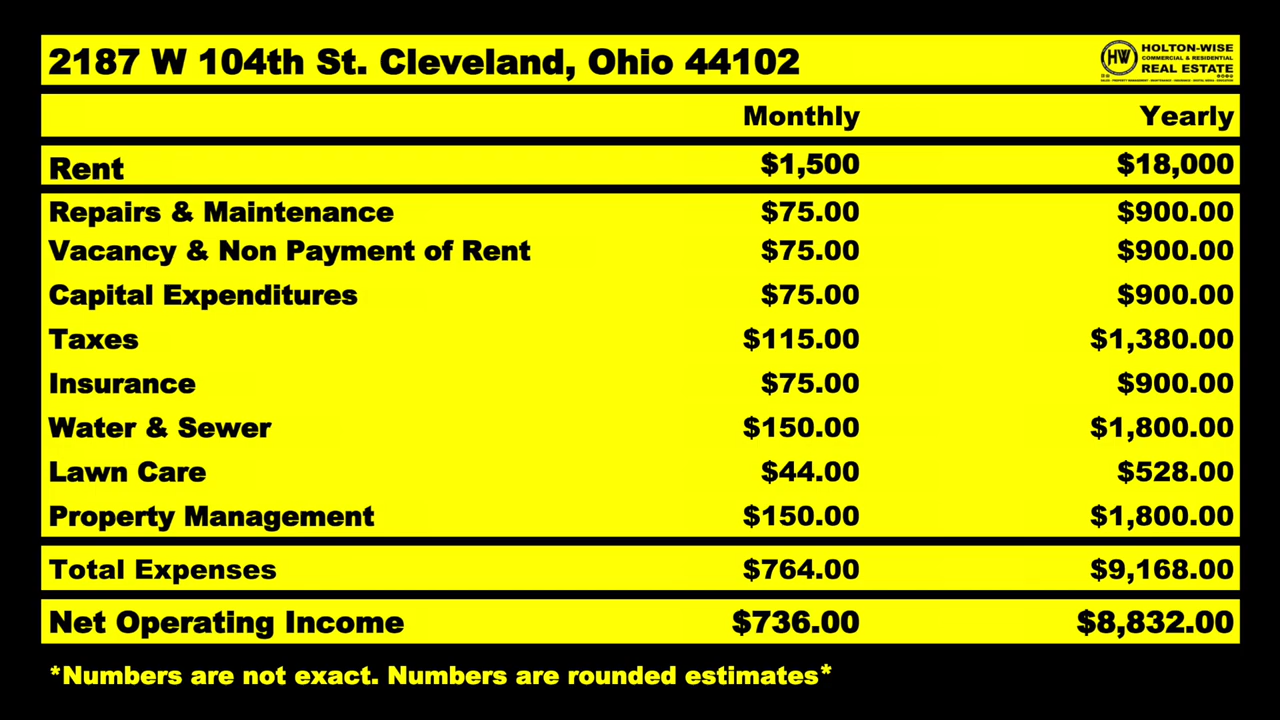 2187 W 104th St. Cleveland, Ohio 44102
HW
HOLTON-WISE
COMMERCIAL & RESIDENTIAL
REAL ESTATE
Monthly Yearly
Rent $1,500 $18,000
Repairs & Maintenance $75.00 $900.00
Vacancy & Non Payment of Rent $75.00 $900.00
Capital Expenditures $75.00 $900.00
Taxes $115.00 $1,380.00
Insurance $75.00 $900.00
Water & Sewer $150.00 $1,800.00
Lawn Care $44.00 $528.00
Property Management $150.00 $1,800.00
Total Expenses $764.00 $9,168.00
Net Operating Income $736.00 $8,832.00
*Numbers are not exact. Numbers are rounded estimates*